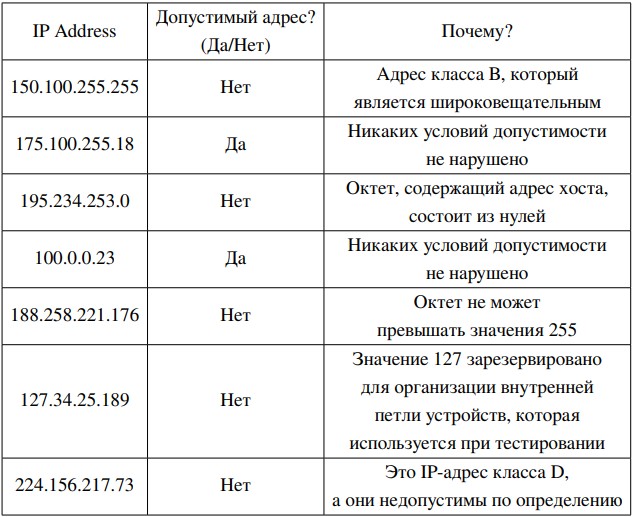 IP Address
Допустимый адрес?
(Да/Нет)
Почему?
150.100.255.255
Нет
Адрес класса B, который
является широковещательным
175.100.255.18
Да
Никаких условий допустимости
не нарушено
195.234.253.0
Нет
Октет, содержащий адрес хоста,
состоит из нулей
100.0.0.23
Да
Никаких условий допустимости
не нарушено
188.258.221.176
Нет
Октет не может
превышать значения 255
127.34.25.189
Нет
Значение 127 зарезервировано
для организации внутренней
петли устройств, которая
используется при тестировании
224.156.217.73
Нет
Это IP-адрес класса D,
а они недопустимы по определению